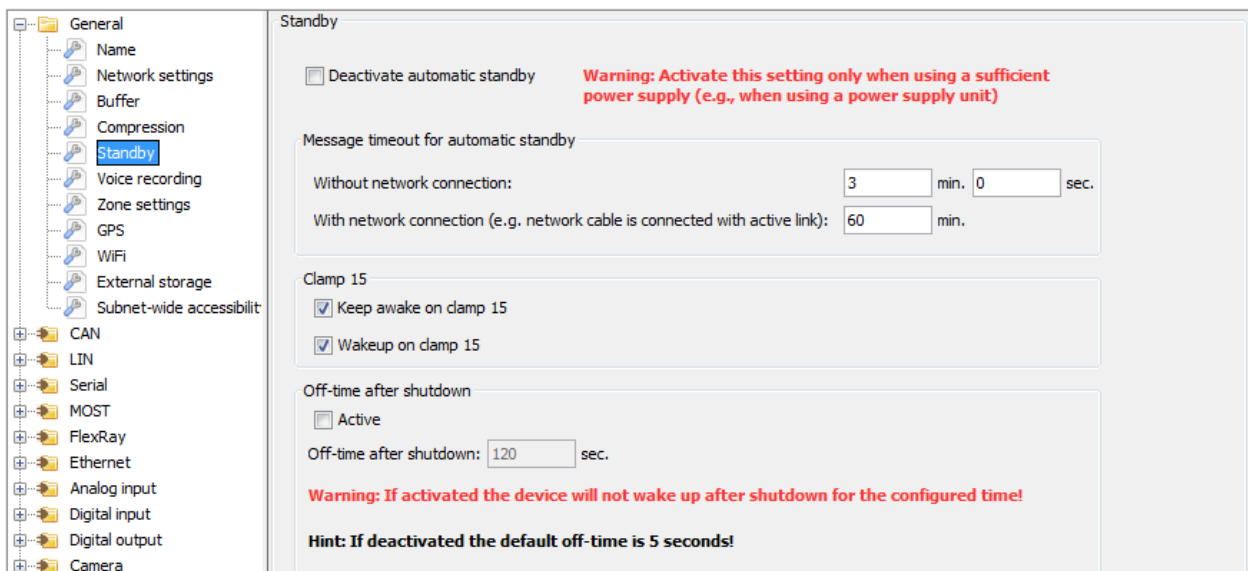 General
Name
Network settings
Buffer
Compression
Standby
Voice recording
Zone settings
GPS
WiFi
External storage
Subnet-wide accessibilit
CAN
LIN
Serial
MOST
FlexRay
Ethernet
Analog input
Digital input
Digital output
Camera
Standby
Deactivate automatic standby
Warning: Activate this setting only when using a sufficient
power supply (e.g., when using a power supply unit)
Message timeout for automatic standby
Without network connection: 3 min. 0 sec.
With network connection (e.g. network cable is connected with active link): 60 min.
Clamp 15
Keep awake on clamp 15
Wakeup on clamp 15
Off-time after shutdown
Active
Off-time after shutdown: 120 sec.
Warning: If activated the device will not wake up after shutdown for the configured time!
Hint: If deactivated the default off-time is 5 seconds!